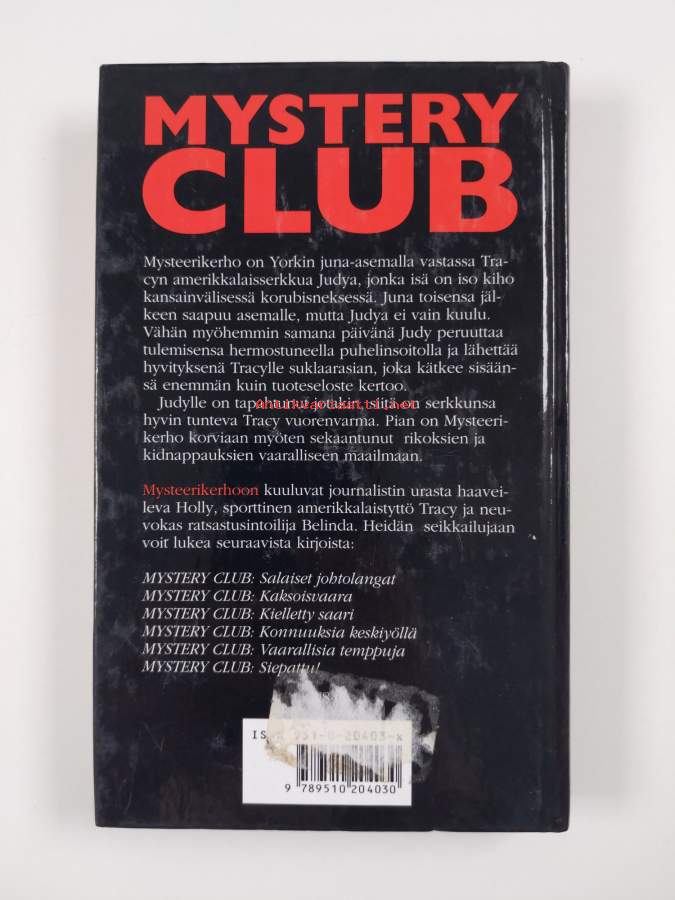 MYSTERY
CLUB
Mysteerikerho on Yorkin juna-asemalla vastassa Tra-
cyn amerikkalaisserkkua Judya, jonka isä on iso kiho
kansainvälisessä korubisneksessä. Juna toisensa jäl-
keen saapuu asemalle, mutta Judya ei vain kuulu.
Vähän myöhemmin samana päivänä Judy peruuttaa
tulemisensa hermostuneella puhelinsoitolla ja lähettää
hyvityksenä Tracylle suklaarasian, joka kätkee sisään-
sä enemmän kuin tuoteseloste kertoo.
Judylle on tapahtunut jotakin, siitä on serkkunsa
hyvin tunteva Tracy vuorenvarma. Pian on Mysteeri-
kerho korviaan myöten sekaantunut rikoksien ja
kidnappauksien vaaralliseen maailmaan.
Mysteerikerhoon kuuluvat journalistin urasta haavei-
leva Holly, sporttinen amerikkalaistyttö Tracy ja neu-
vokas ratsastusintoilija Belinda. Heidän seikkailujaan
voit lukea seuraavista kirjoista:
MYSTERY CLUB: Salaiset johtolangat
MYSTERY CLUB: Kaksoisvaara
MYSTERY CLUB: Kielletty saari
MYSTERY CLUB: Konnuuksia keskiyöllä
MYSTERY CLUB: Vaarallisia temppuja
MYSTERY CLUB: Siepattu!
951-0-20403-x
9 789510 204030